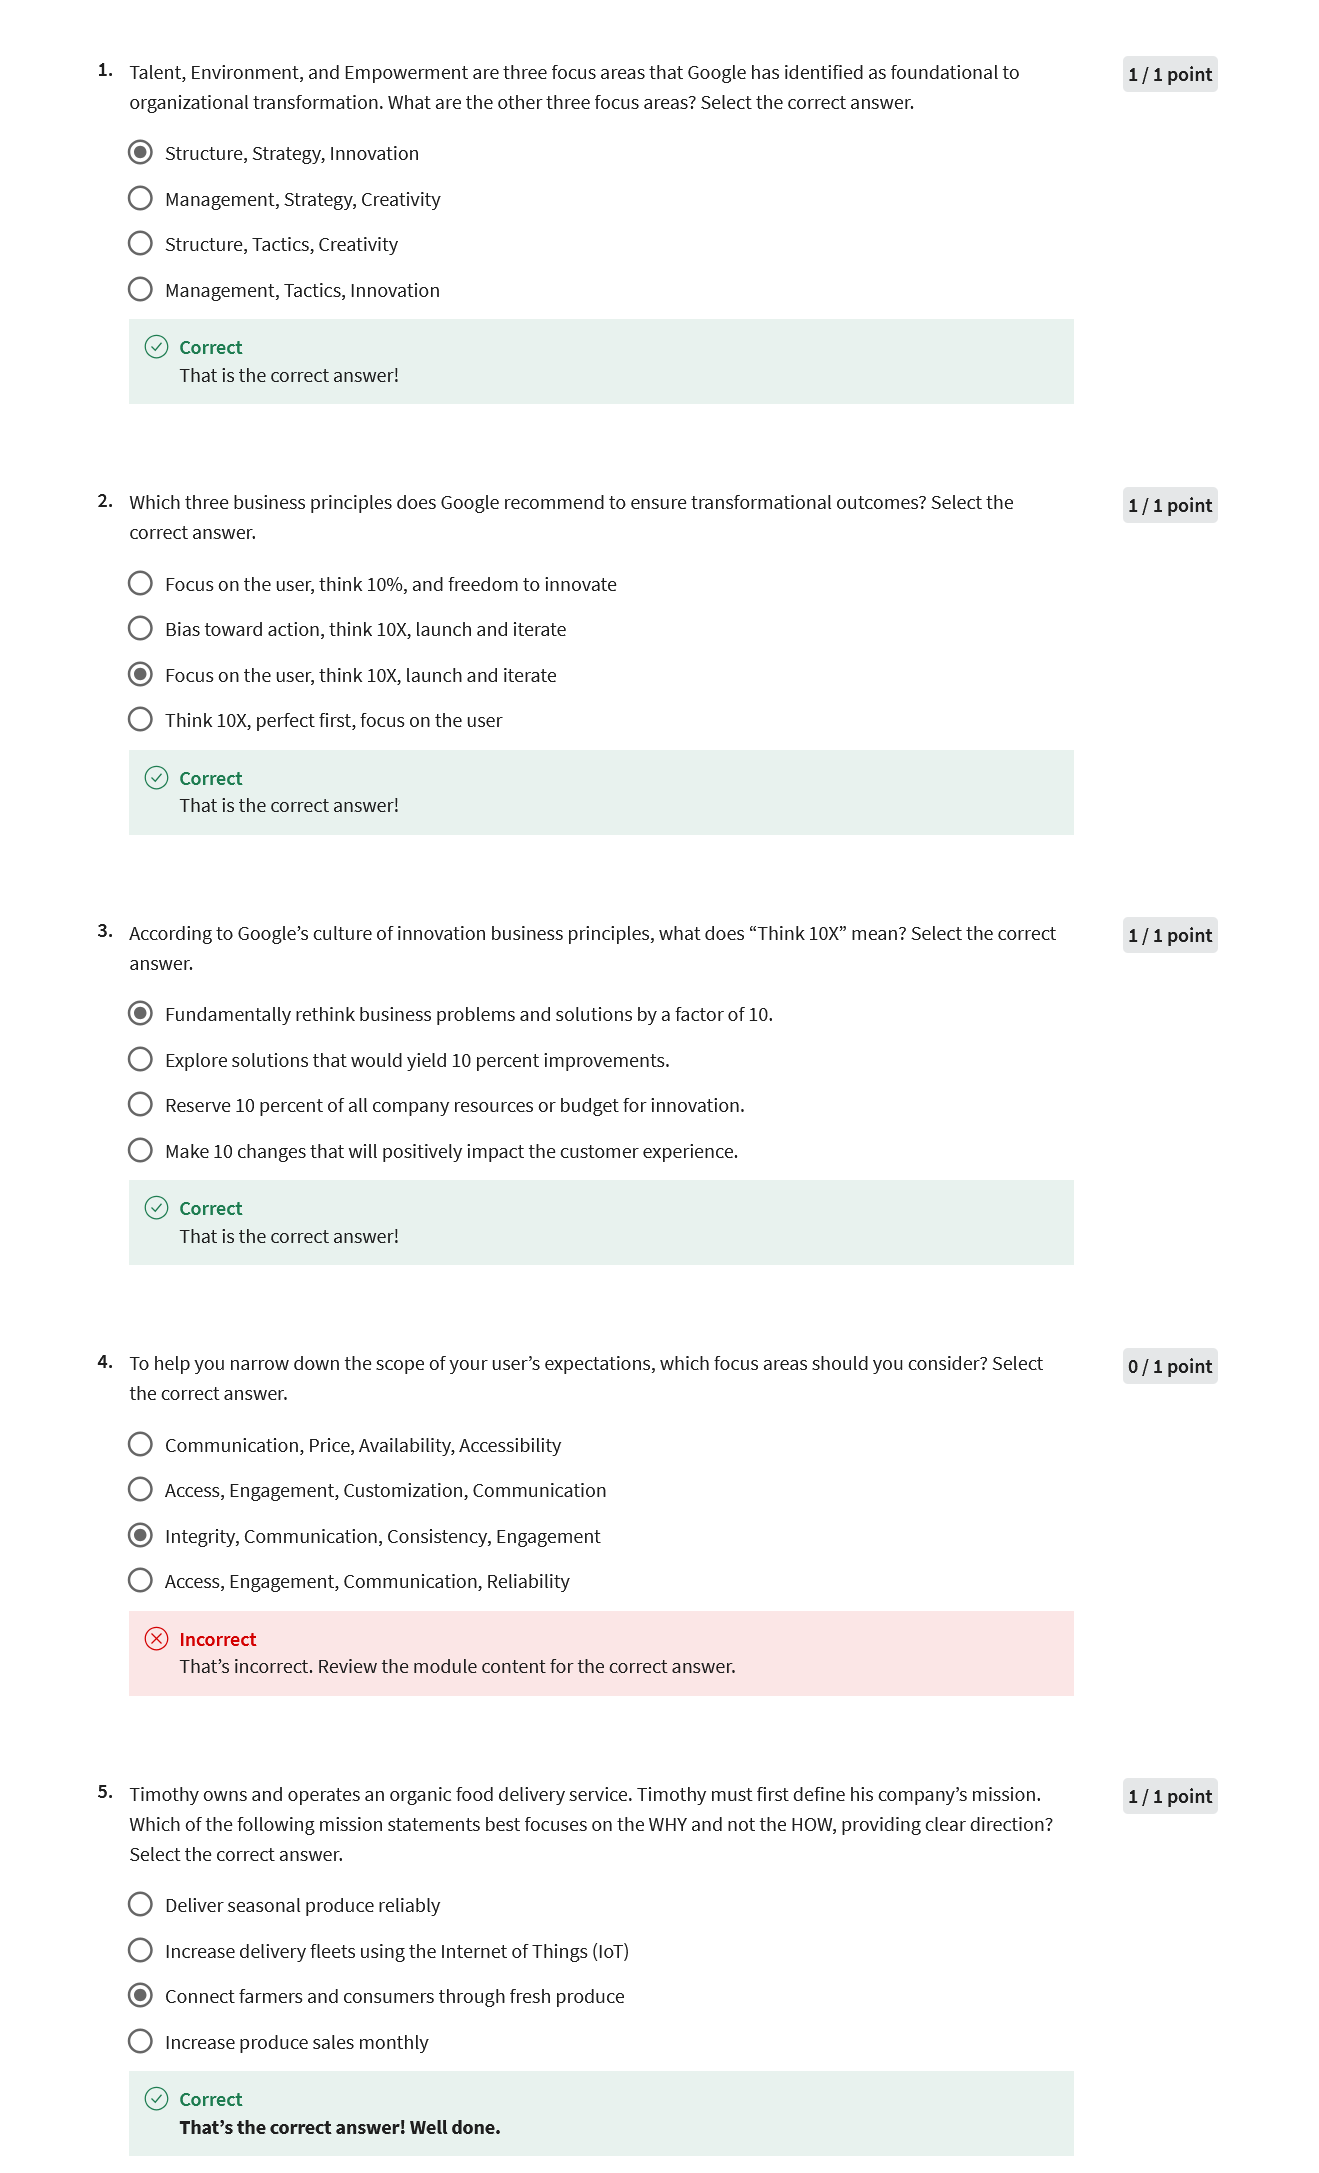 1. Talent, Environment, and Empowerment are three focus areas that Google has identified as foundational to
organizational transformation. What are the other three focus areas? Select the correct answer.
1 / 1 point
Structure, Strategy, Innovation
Management, Strategy, Creativity
Structure, Tactics, Creativity
Management, Tactics, Innovation
Correct
That is the correct answer!
2. Which three business principles does Google recommend to ensure transformational outcomes? Select the
correct answer.
1 / 1 point
Focus on the user, think 10%, and freedom to innovate
Bias toward action, think 10X, launch and iterate
Focus on the user, think 10X, launch and iterate
Think 10X, perfect first, focus on the user
Correct
That is the correct answer!
3. According to Google’s culture of innovation business principles, what does “Think 10X” mean? Select the correct
answer.
1 / 1 point
Fundamentally rethink business problems and solutions by a factor of 10.
Explore solutions that would yield 10 percent improvements.
Reserve 10 percent of all company resources or budget for innovation.
Make 10 changes that will positively impact the customer experience.
Correct
That is the correct answer!
4. To help you narrow down the scope of your user’s expectations, which focus areas should you consider? Select
the correct answer.
0 / 1 point
Communication, Price, Availability, Accessibility
Access, Engagement, Customization, Communication
Integrity, Communication, Consistency, Engagement
Access, Engagement, Communication, Reliability
Incorrect
That’s incorrect. Review the module content for the correct answer.
5. Timothy owns and operates an organic food delivery service. Timothy must first define his company’s mission.
Which of the following mission statements best focuses on the WHY and not the HOW, providing clear direction?
Select the correct answer.
1 / 1 point
Deliver seasonal produce reliably
Increase delivery fleets using the Internet of Things (IoT)
Connect farmers and consumers through fresh produce
Increase produce sales monthly
Correct
That’s the correct answer! Well done.